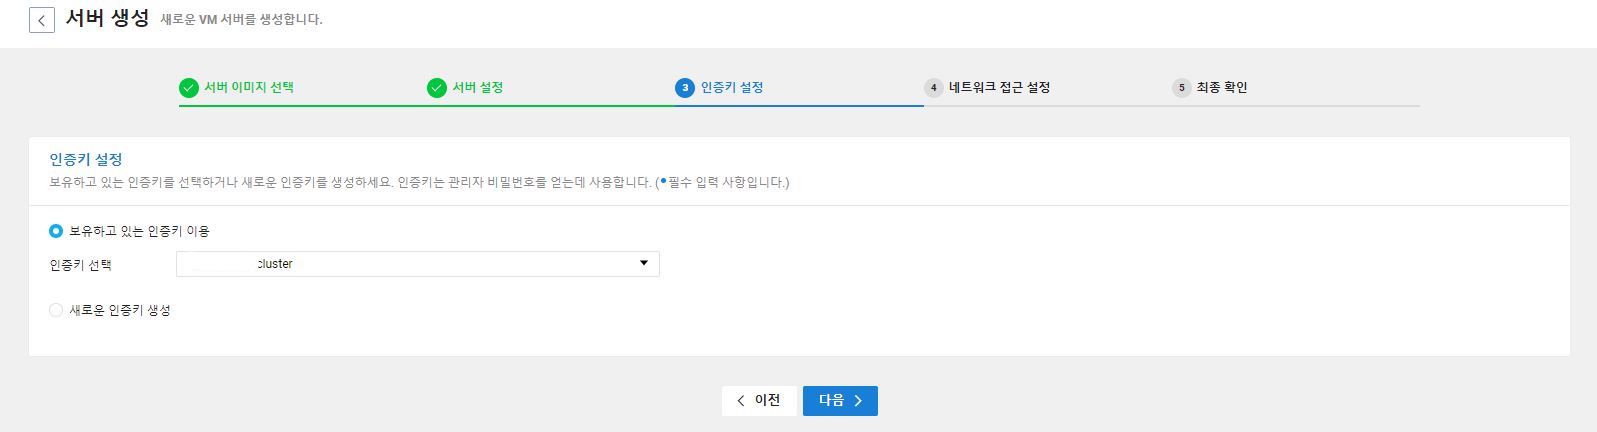 서버 생성 새로운 VM 서버를 생성합니다.
서버 이미지 선택 서버 설정 3 인증키 설정 4 네트워크 접근 설정 5 최종 확인
인증키 설정
보유하고 있는 인증키를 선택하거나 새로운 인증키를 생성하세요. 인증키는 관리자 비밀번호를 얻는데 사용합니다. (•필수 입력 사항입니다.)
보유하고 있는 인증키 이용
인증키 선택 cluster
새로운 인증키 생성
이전 다음